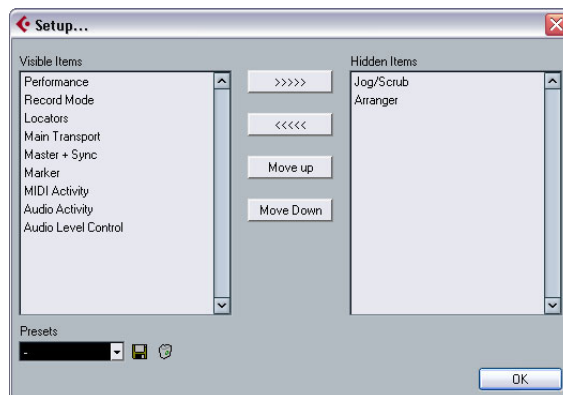 Setup...
Visible Items
Performance
Record Mode
Locators
Main Transport
Master + Sync
Marker
MIDI Activity
Audio Activity
Audio Level Control
>>>>>
<<<<<
Move up
Move Down
Hidden Items
Jog/Scrub
Arranger
Presets
-
OK